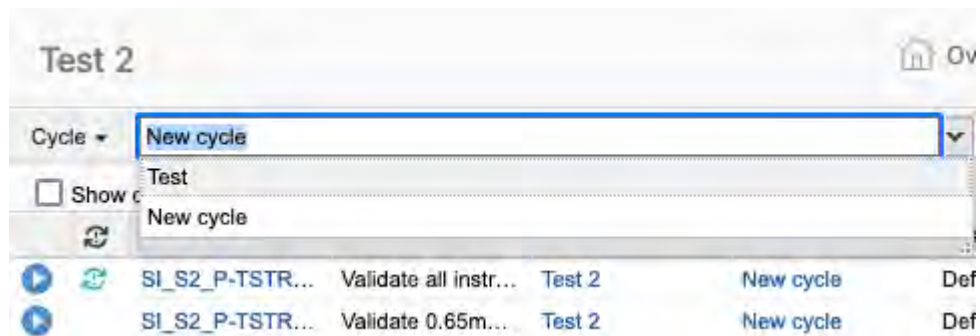 Test 2 Ov
Cycle New cycle
Test
Show
New cycle
SI_S2_P-TSTR... Validate all instr... Test 2 New cycle Def
SI_S2_P-TSTR... Validate 0.65m... Test 2 New cycle Def